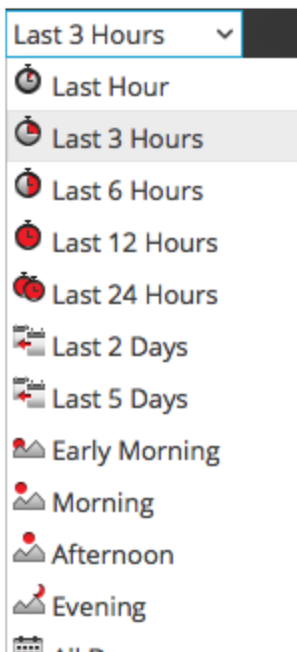 Last 3 Hours
Last Hour
Last 3 Hours
Last 6 Hours
Last 12 Hours
Last 24 Hours
Last 2 Days
Last 5 Days
Early Morning
Morning
Afternoon
Evening